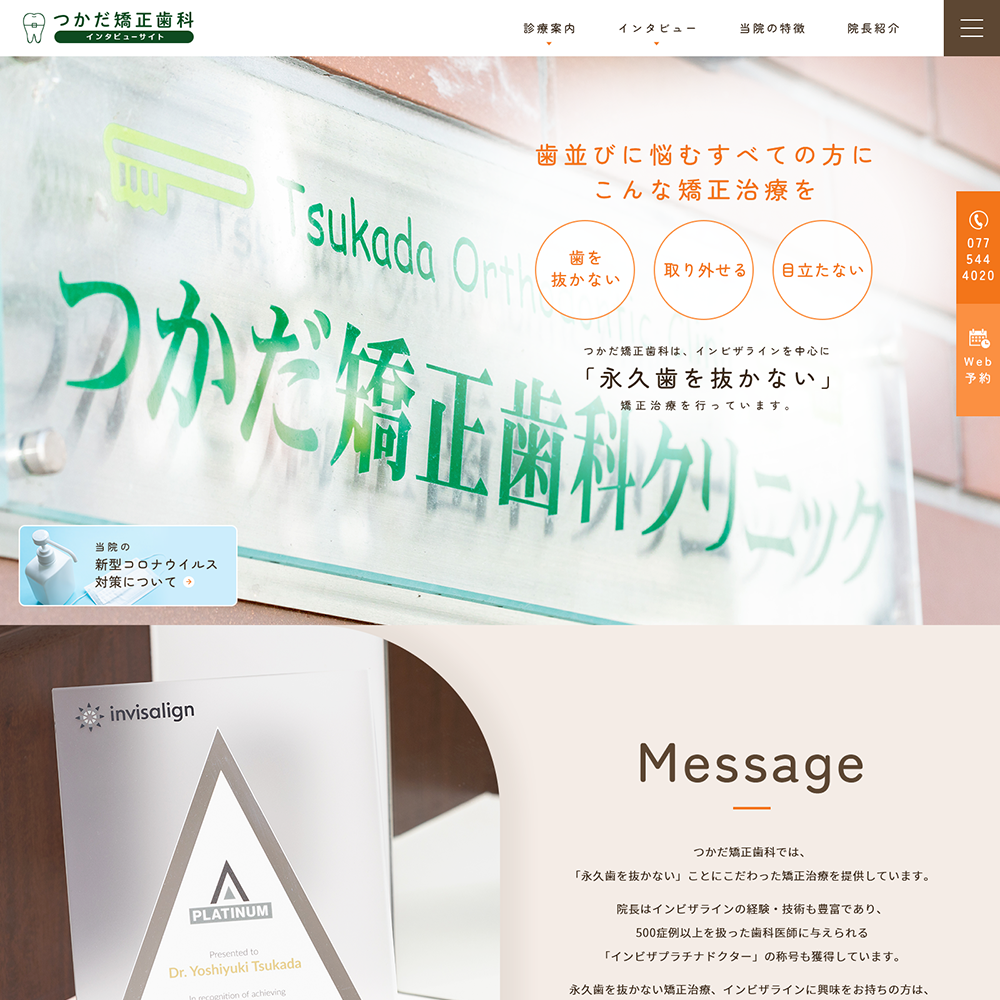 つかだ矯正歯科
インタビューサイト
診療案内
インタビュー
当院の特徴
院長紹介
歯並びに悩むすべての方に
こんな矯正治療を
歯を
抜かない
取り外せる
目立たない
つかだ矯正歯科は、インビザラインを中心に
「永久歯を抜かない」
矯正治療を行っています。
077
544
4020
Web
予約
Tsukada Orthodontic
つかだ矯正歯科クリニック
当院の
新型コロナウイルス
対策について
invisalign
PLATINUM
Presented to
Dr. Yoshiyuki Tsukada
In recognition of achieving
Message
つかだ矯正歯科では、
「永久歯を抜かない」ことにこだわった矯正治療を提供しています。
院長はインビザラインの経験・技術も豊富であり、
500症例以上を扱った歯科医師に与えられる
「インビザプラチナドクター」の称号も獲得しています。
永久歯を抜かない矯正治療、インビザラインに興味をお持ちの方は、